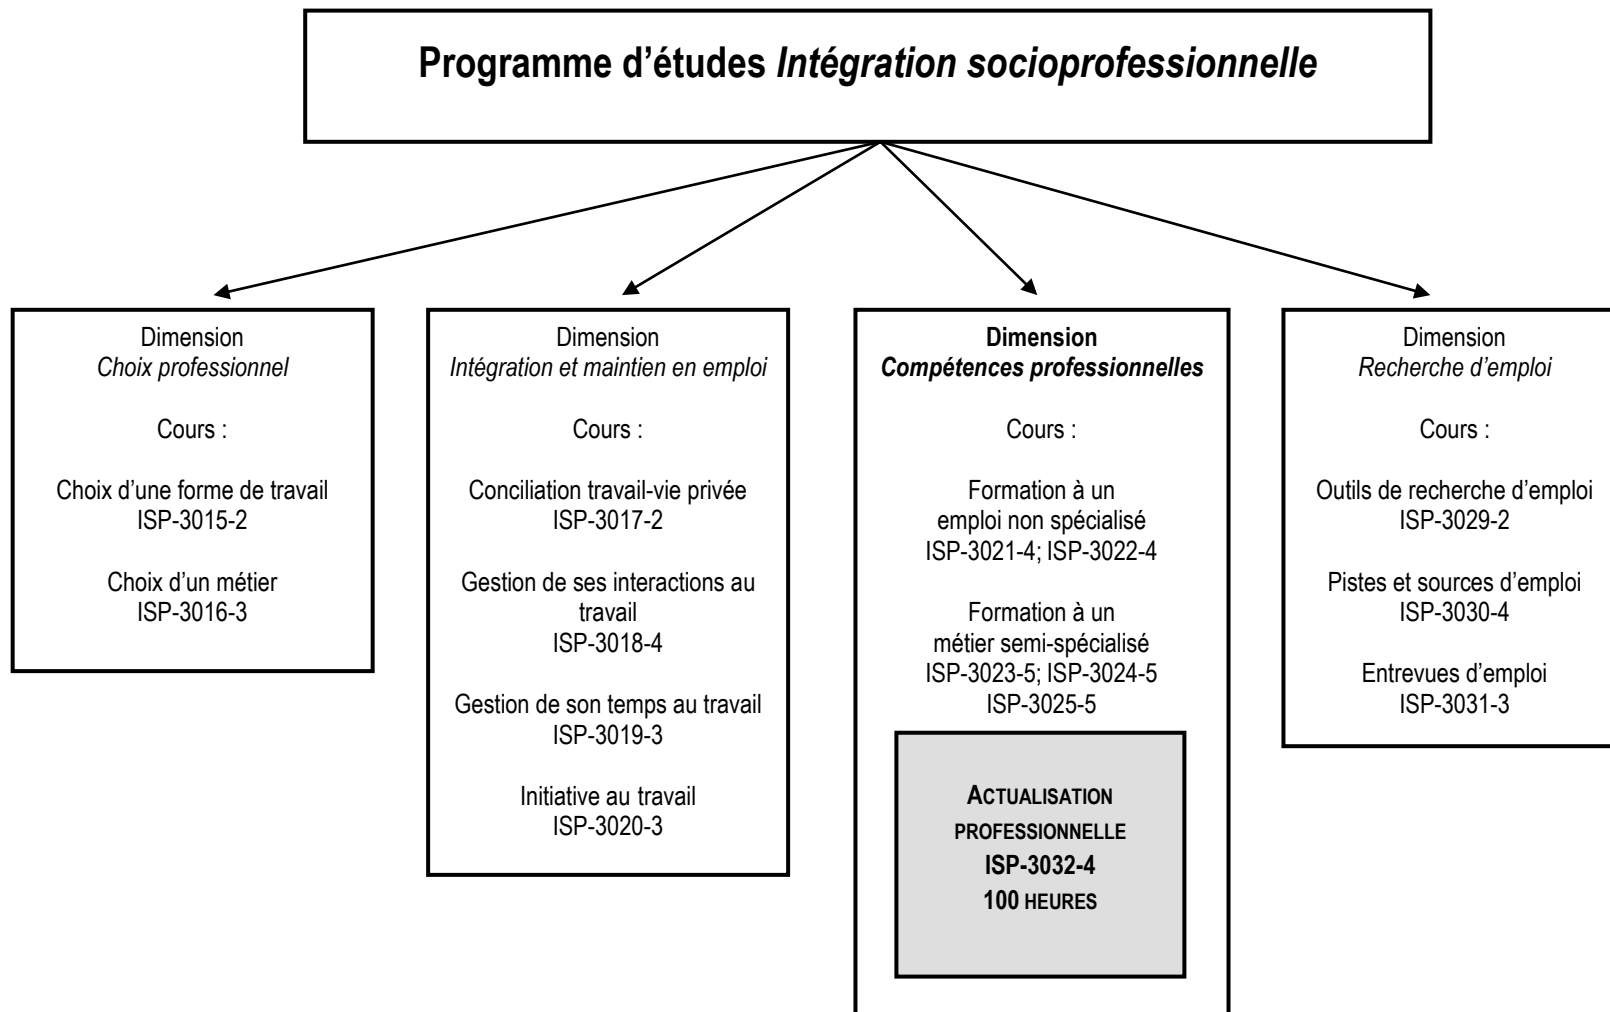 Programme d’études Intégration socioprofessionnelle
Dimension
Choix professionnel
Cours :
Choix d’une forme de travail
ISP-3015-2
Choix d’un métier
ISP-3016-3
Dimension
Intégration et maintien en emploi
Cours :
Conciliation travail-vie privée
ISP-3017-2
Gestion de ses interactions au
travail
ISP-3018-4
Gestion de son temps au travail
ISP-3019-3
Initiative au travail
ISP-3020-3
Dimension
Compétences professionnelles
Cours :
Formation à un
emploi non spécialisé
ISP-3021-4; ISP-3022-4
Formation à un
métier semi-spécialisé
ISP-3023-5; ISP-3024-5
ISP-3025-5
ACTUALISATION
PROFESSIONNELLE
ISP-3032-4
100 HEURES
Dimension
Recherche d’emploi
Cours :
Outils de recherche d’emploi
ISP-3029-2
Pistes et sources d’emploi
ISP-3030-4
Entrevues d’emploi
ISP-3031-3